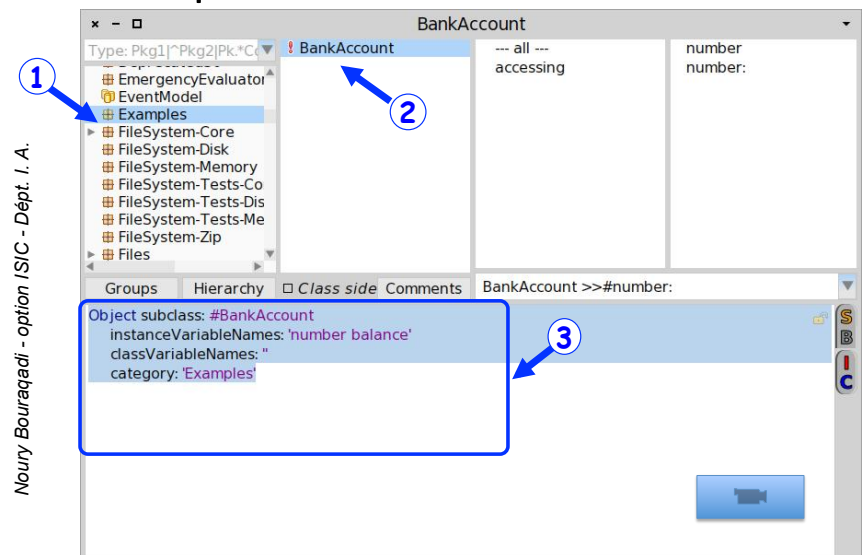 BankAccount
Type: Pkg1|^Pkg2|Pk.*Co
EmergencyEvaluator
EventModel
Examples
FileSystem-Core
FileSystem-Disk
FileSystem-Memory
FileSystem-Tests-Co
FileSystem-Tests-Dis
FileSystem-Tests-Me
FileSystem-Zip
Files
! BankAccount
--- all ---
accessing
number
number:
1
2
Groups Hierarchy Class side Comments BankAccount >>#number:
Object subclass: #BankAccount
instanceVariableNames: 'number balance'
classVariableNames: ''
category: 'Examples'
3
S
B
I
C
Noury Bouraqadi - option ISIC - Dépt. I. A.